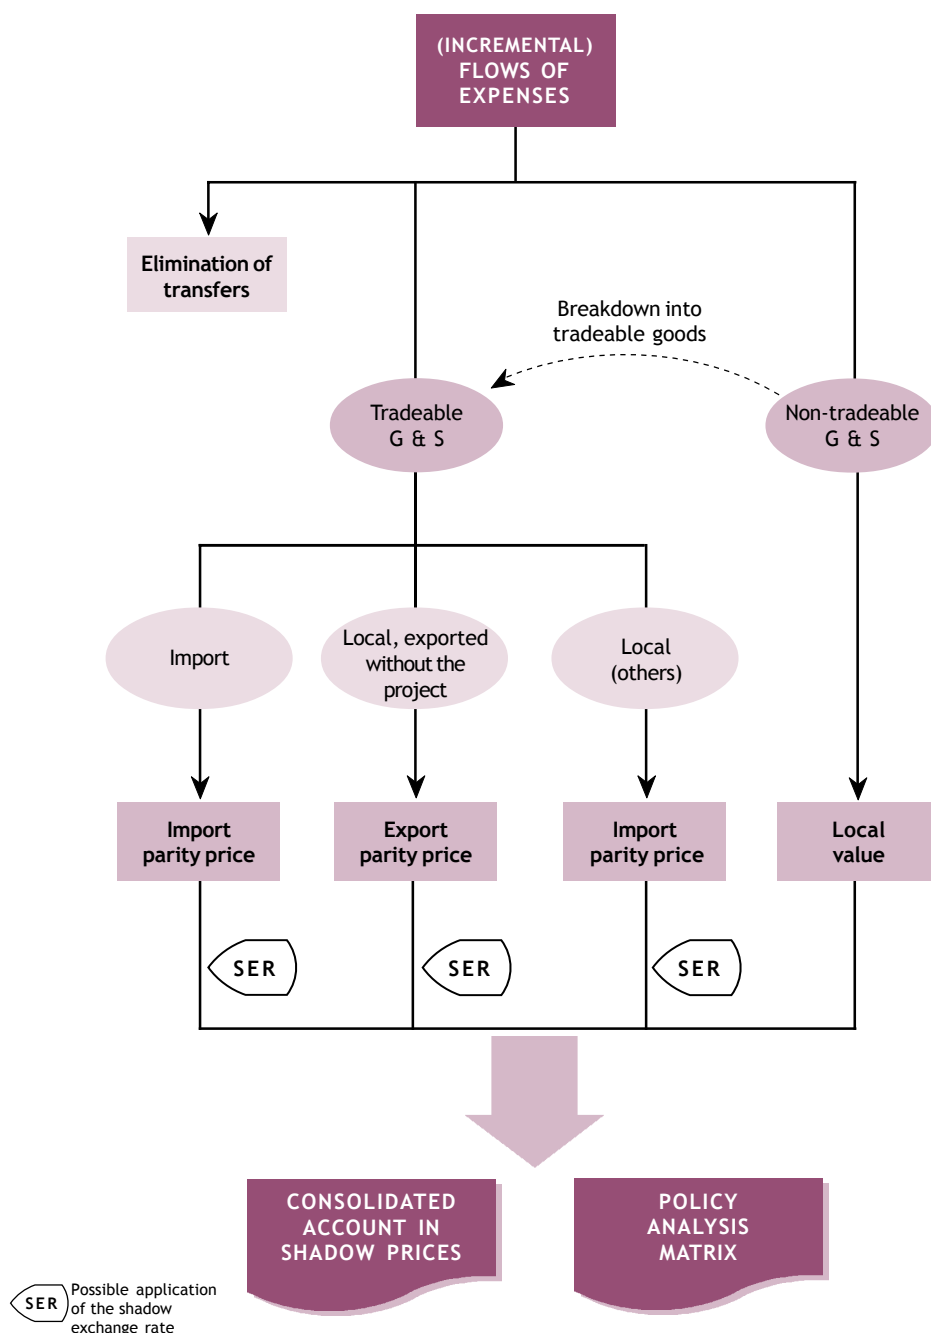 (INCREMENTAL)
FLOWS OF
EXPENSES
Elimination of
transfers
Breakdown into
tradeable goods
Tradeable
G & S
Non-tradeable
G & S
Import
Local, exported
without the
project
Local
(others)
Import
parity price
Export
parity price
Import
parity price
Local
value
SER
SER
SER
CONSOLIDATED
ACCOUNT IN
SHADOW PRICES
POLICY
ANALYSIS
MATRIX
SER
Possible application
of the shadow
exchange rate